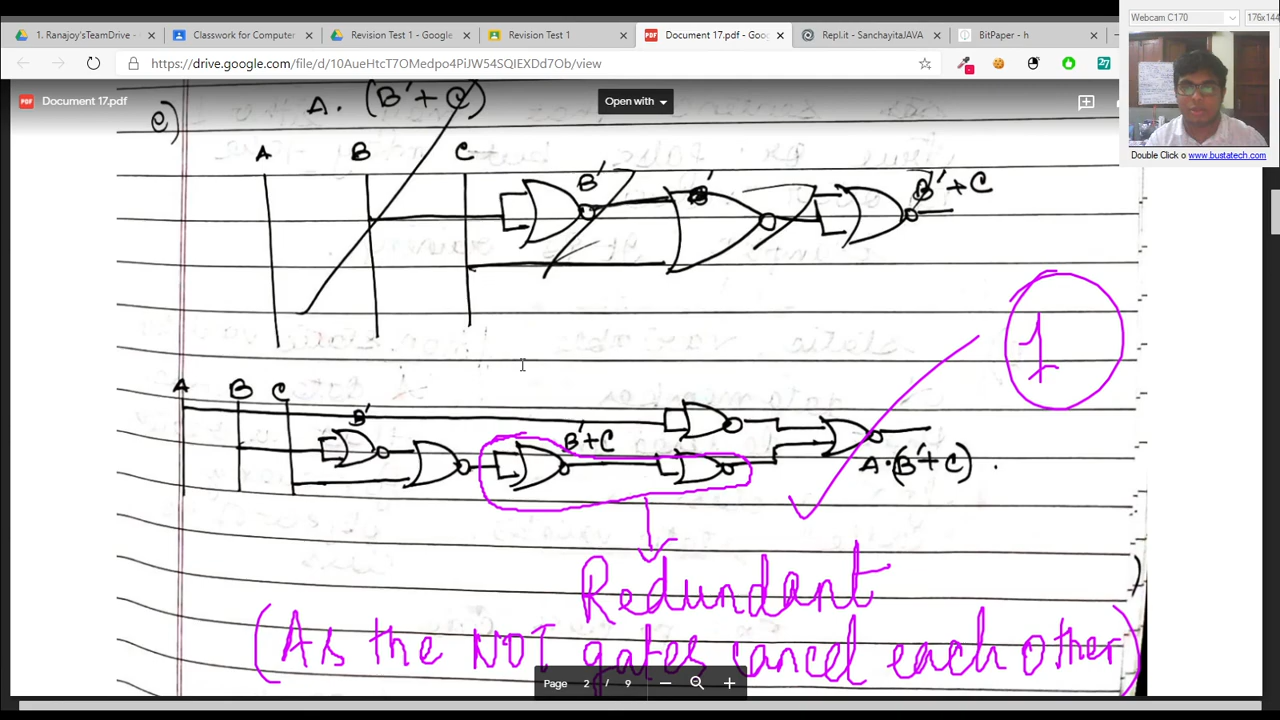 Webcam C170 176x144
1. Ranajoy'sTeamDrive - Classwork for Computer Revision Test 1 - Google Revision Test 1 Document 17.pdf - Goo Repl.it - SanchayitaJAVA BitPaper - h
https://drive.google.com/file/d/10AueHtcT7OMedpo4PiJW54SQIEXDd7Ob/view 27
Document 17.pdf Open with
Double Click o www.bustatech.com
e) A. (B'+C)
A B C B' B'+C
1
A B C
B' B'+C
A.(B'+C).
Redundant
(As the NOT gates cancel each other)
Page 2 / 9